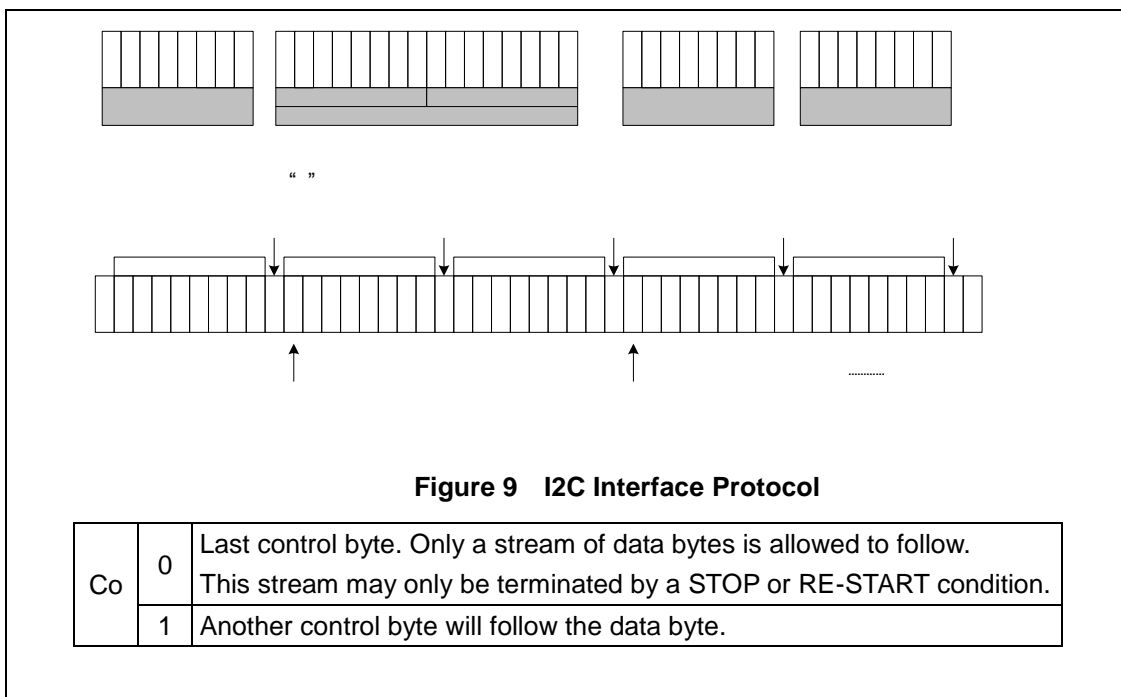 “ ”
............
Figure 9 I2C Interface Protocol
Co
0
Last control byte. Only a stream of data bytes is allowed to follow.
This stream may only be terminated by a STOP or RE-START condition.
1
Another control byte will follow the data byte.